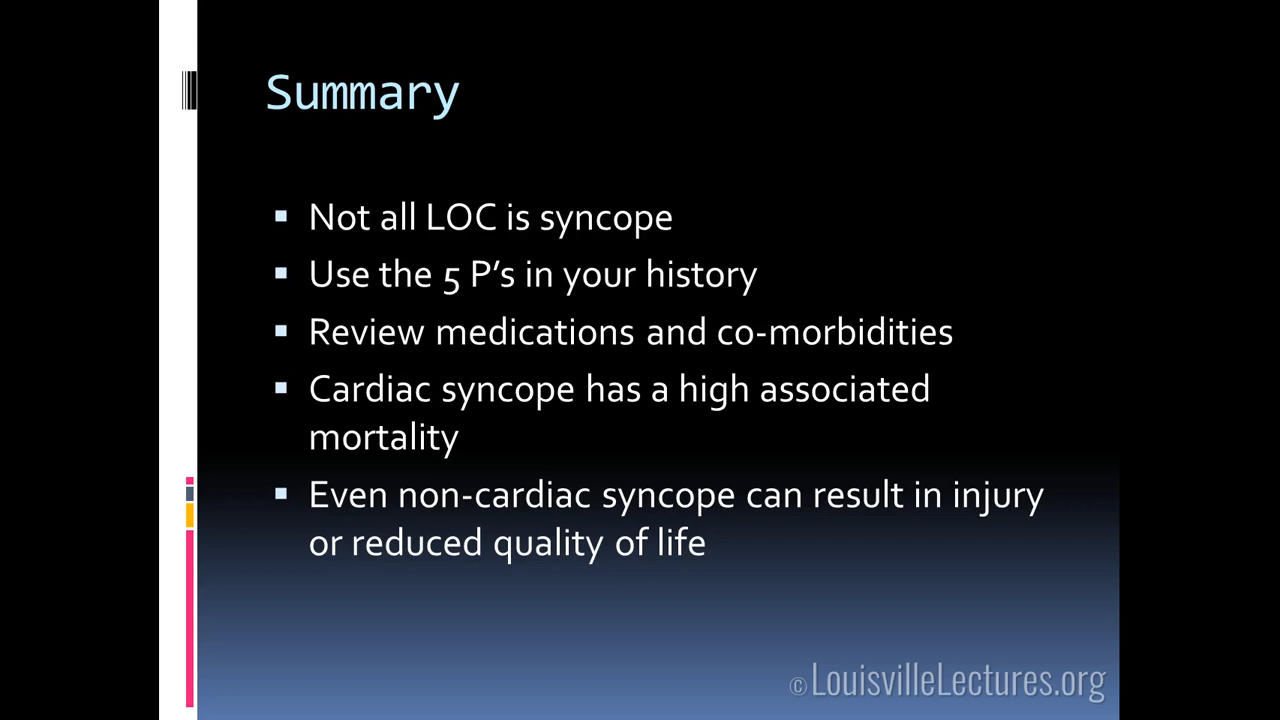 Summary
Not all LOC is syncope
Use the 5 P's in your history
Review medications and co-morbidities
Cardiac syncope has a high associated
mortality
Even non-cardiac syncope can result in injury
or reduced quality of life
© LouisvilleLectures.org